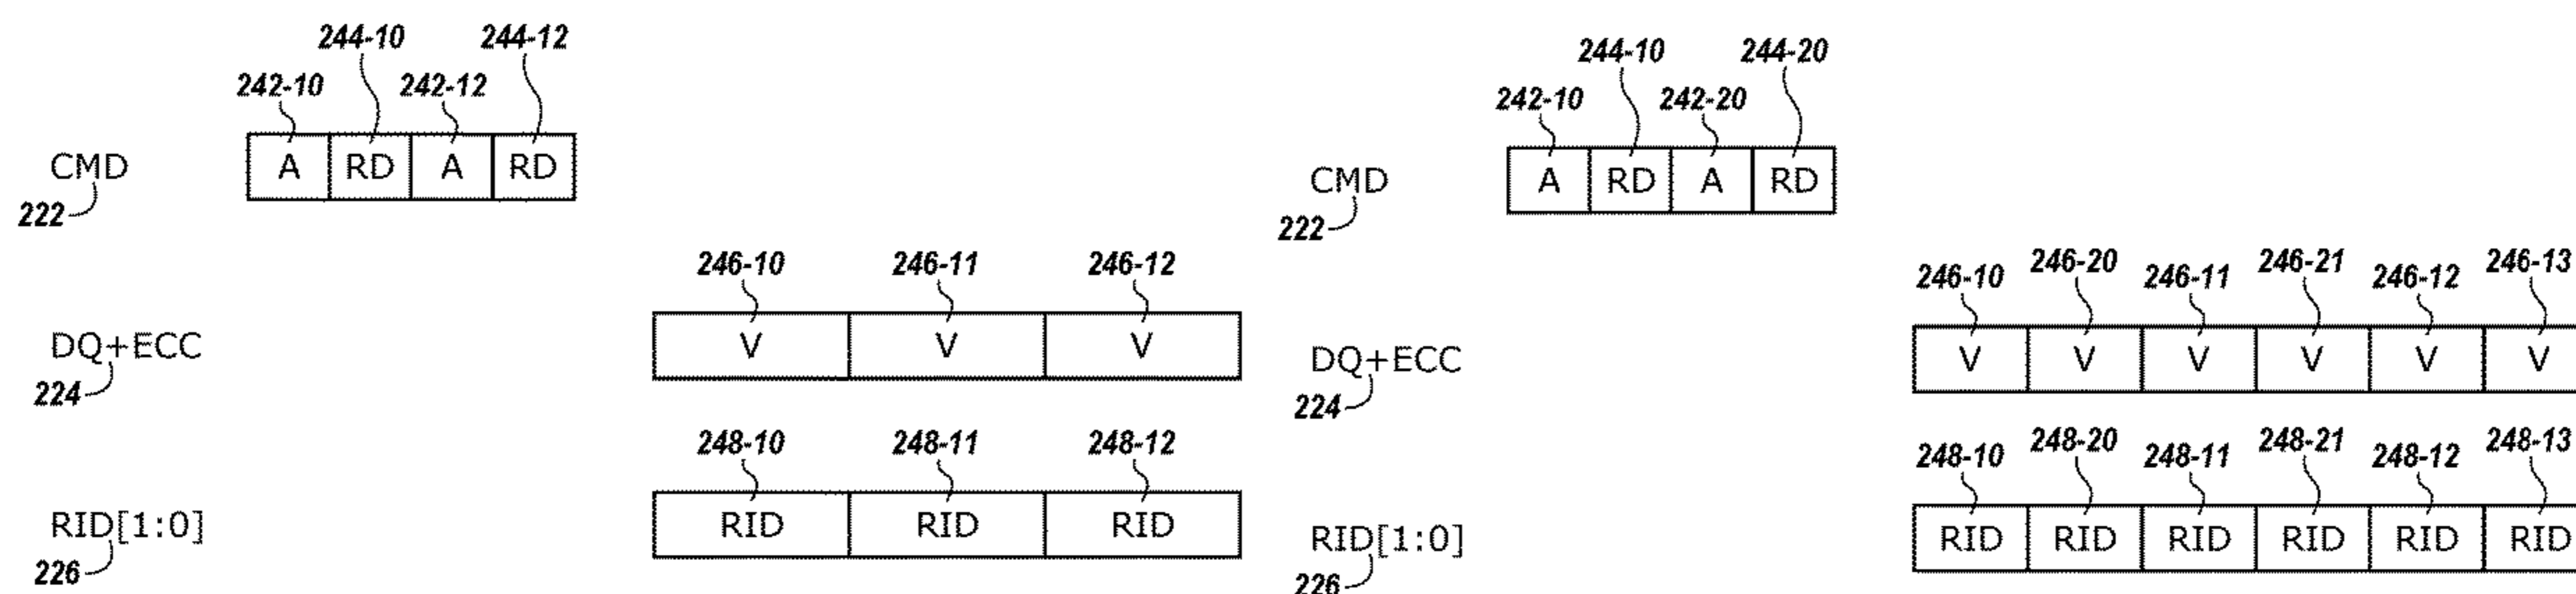 244-10 244-12
242-10 242-12
CMD A RD A RD
222
246-10 246-11 246-12
DQ+ECC V V V
224
248-10 248-11 248-12
RID[1:0] RID RID RID
226
244-10 244-20
242-10 242-20
CMD A RD A RD
222
246-10 246-20 246-11 246-21 246-12 246-13
DQ+ECC V V V V V V
224
248-10 248-20 248-11 248-21 248-12 248-13
RID[1:0] RID RID RID RID RID RID
226